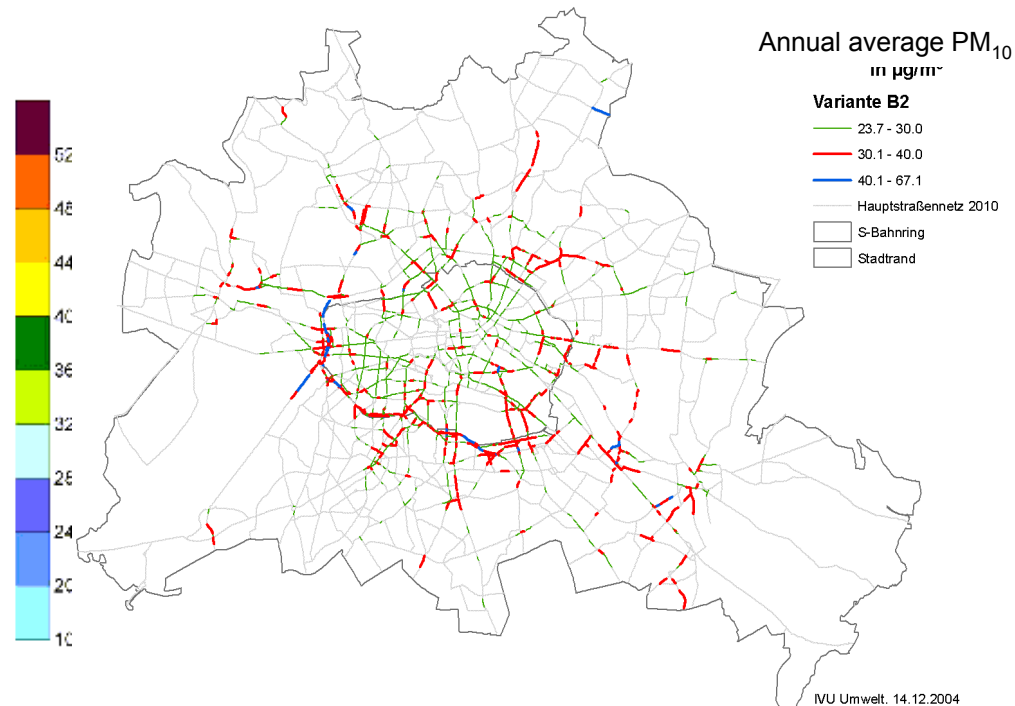 Annual average PM₁₀
in µg/m³
Variante B2
23.7 - 30.0
30.1 - 40.0
40.1 - 67.1
Hauptstraßennetz 2010
S-Bahnring
Stadtrand
52
48
44
40
36
32
28
24
20
IVU Umwelt, 14.12.2004